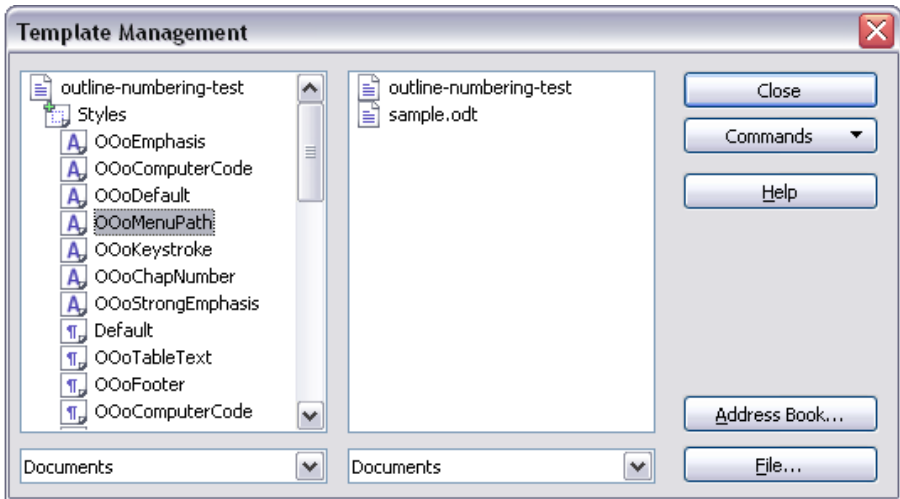 Template Management
outline-numbering-test
Styles
OOoEmphasis
OOoComputerCode
OOoDefault
OOoMenuPath
OOoKeystroke
OOoChapNumber
OOoStrongEmphasis
Default
OOoTableText
OOoFooter
OOoComputerCode
Documents
outline-numbering-test
sample.odt
Documents
Close
Commands
Help
Address Book...
File...